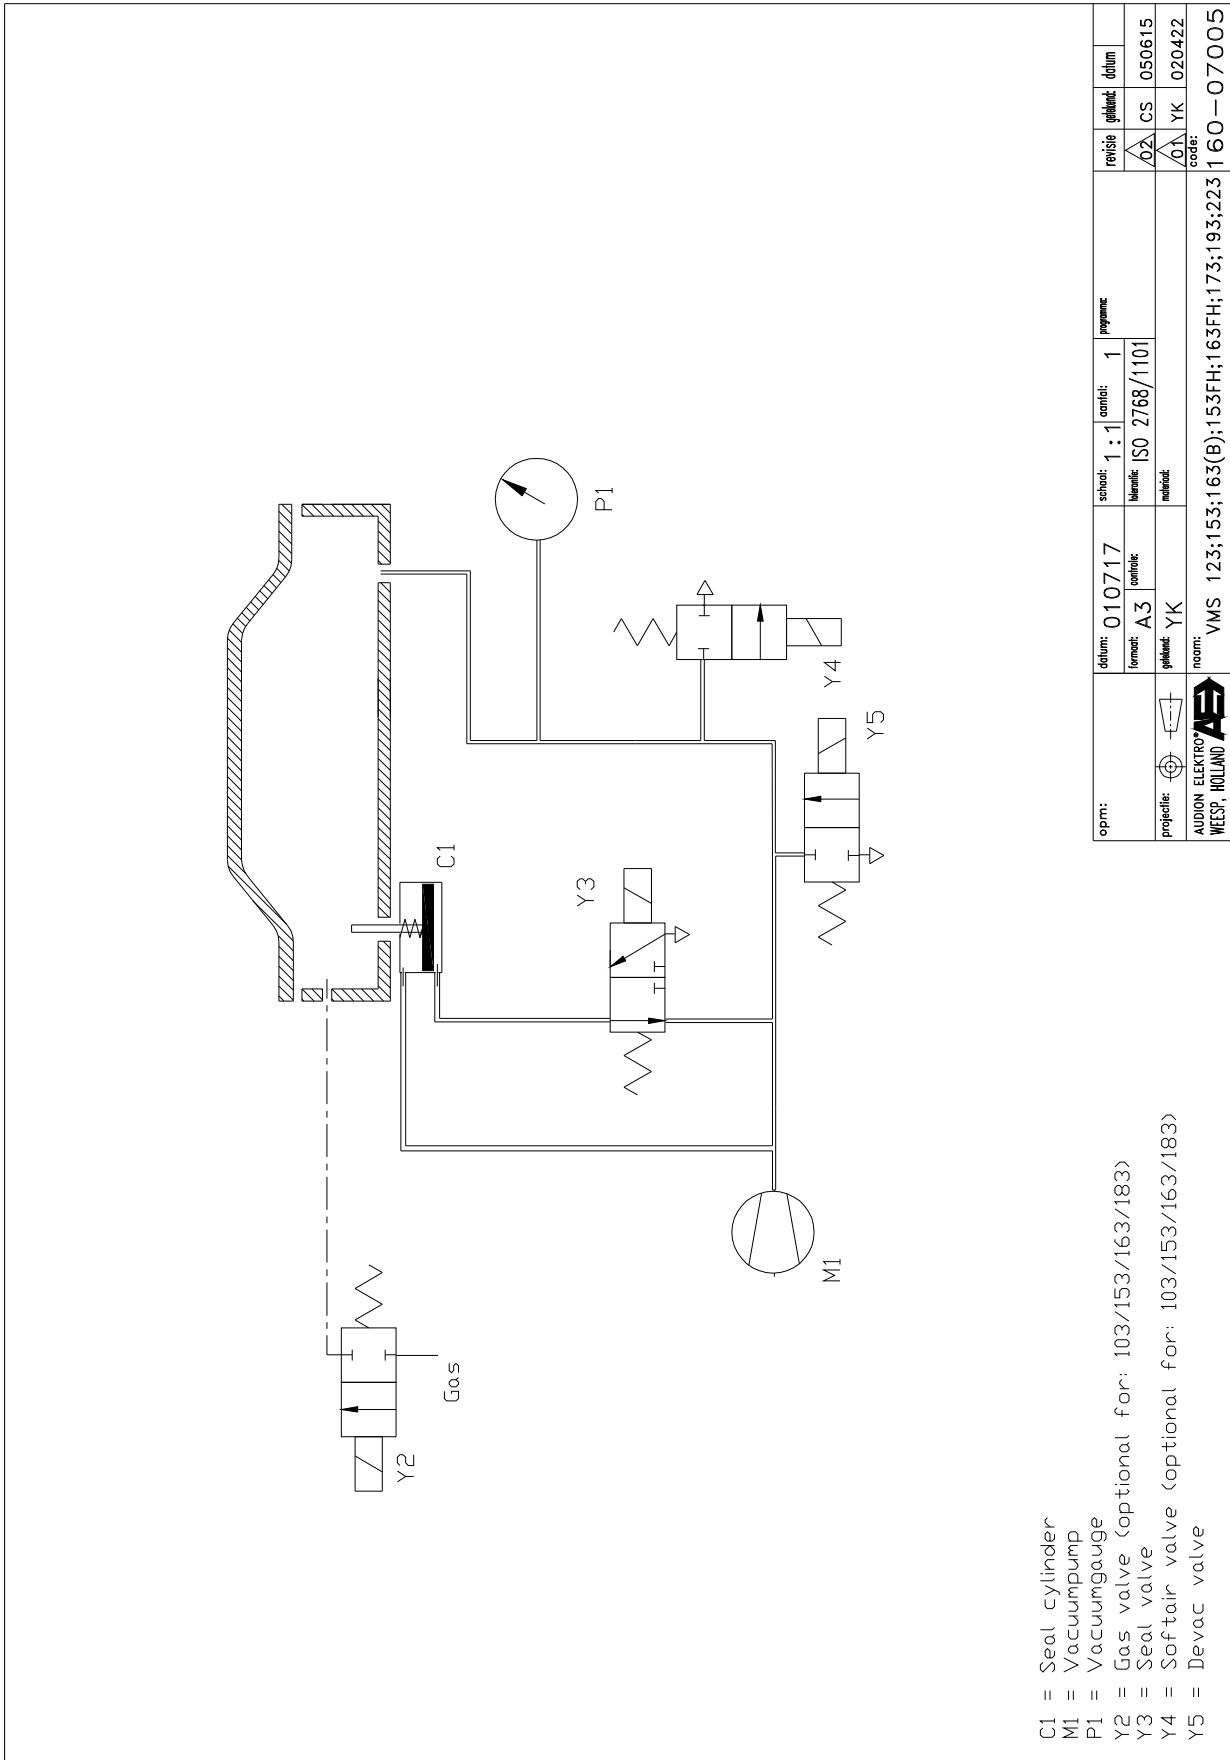 P1
Y4
Y5
C1
Y3
M1
Gas
Y2
C1 = Seal cylinder
M1 = Vacuumpump
P1 = Vacuumgauge
Y2 = Gas valve (optional for: 103/153/163/183)
Y3 = Seal valve
Y4 = Softair valve (optional for: 103/153/163/183)
Y5 = Devac valve
opm:
datum: 010717
schaal: 1:1
aantal: 1
programma:
revisie
getekend:
datum
formaat: A3
controle:
tolerantie: ISO 2768/1101
02 CS 050615
projectie:
getekend: YK
materiaal:
01 YK 020422
AUDION ELEKTRO®
WEESP, HOLLAND
AE
naam:
VMS 123;153;163(B);153FH;163FH;173;193;223
code:
160-07005